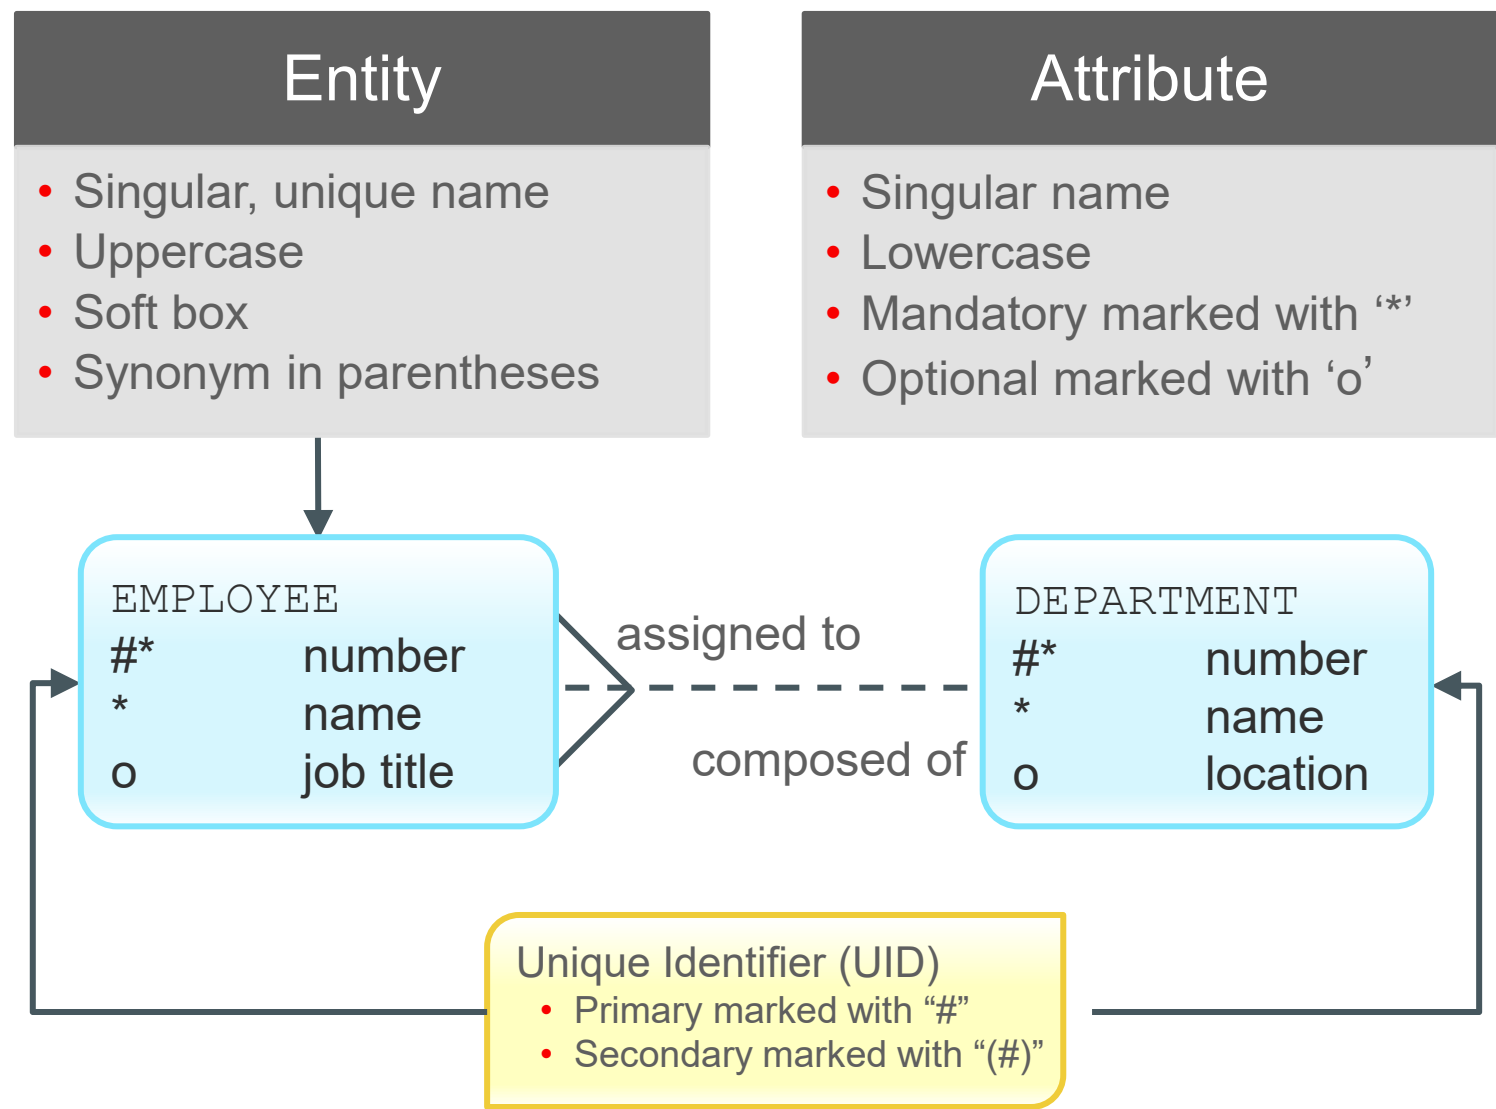 Entity
• Singular, unique name
• Uppercase
• Soft box
• Synonym in parentheses
Attribute
• Singular name
• Lowercase
• Mandatory marked with ‘*’
• Optional marked with ‘o’
EMPLOYEE
#* number
* name
o job title
assigned to
composed of
DEPARTMENT
#* number
* name
o location
Unique Identifier (UID)
• Primary marked with “#”
• Secondary marked with “(#)”